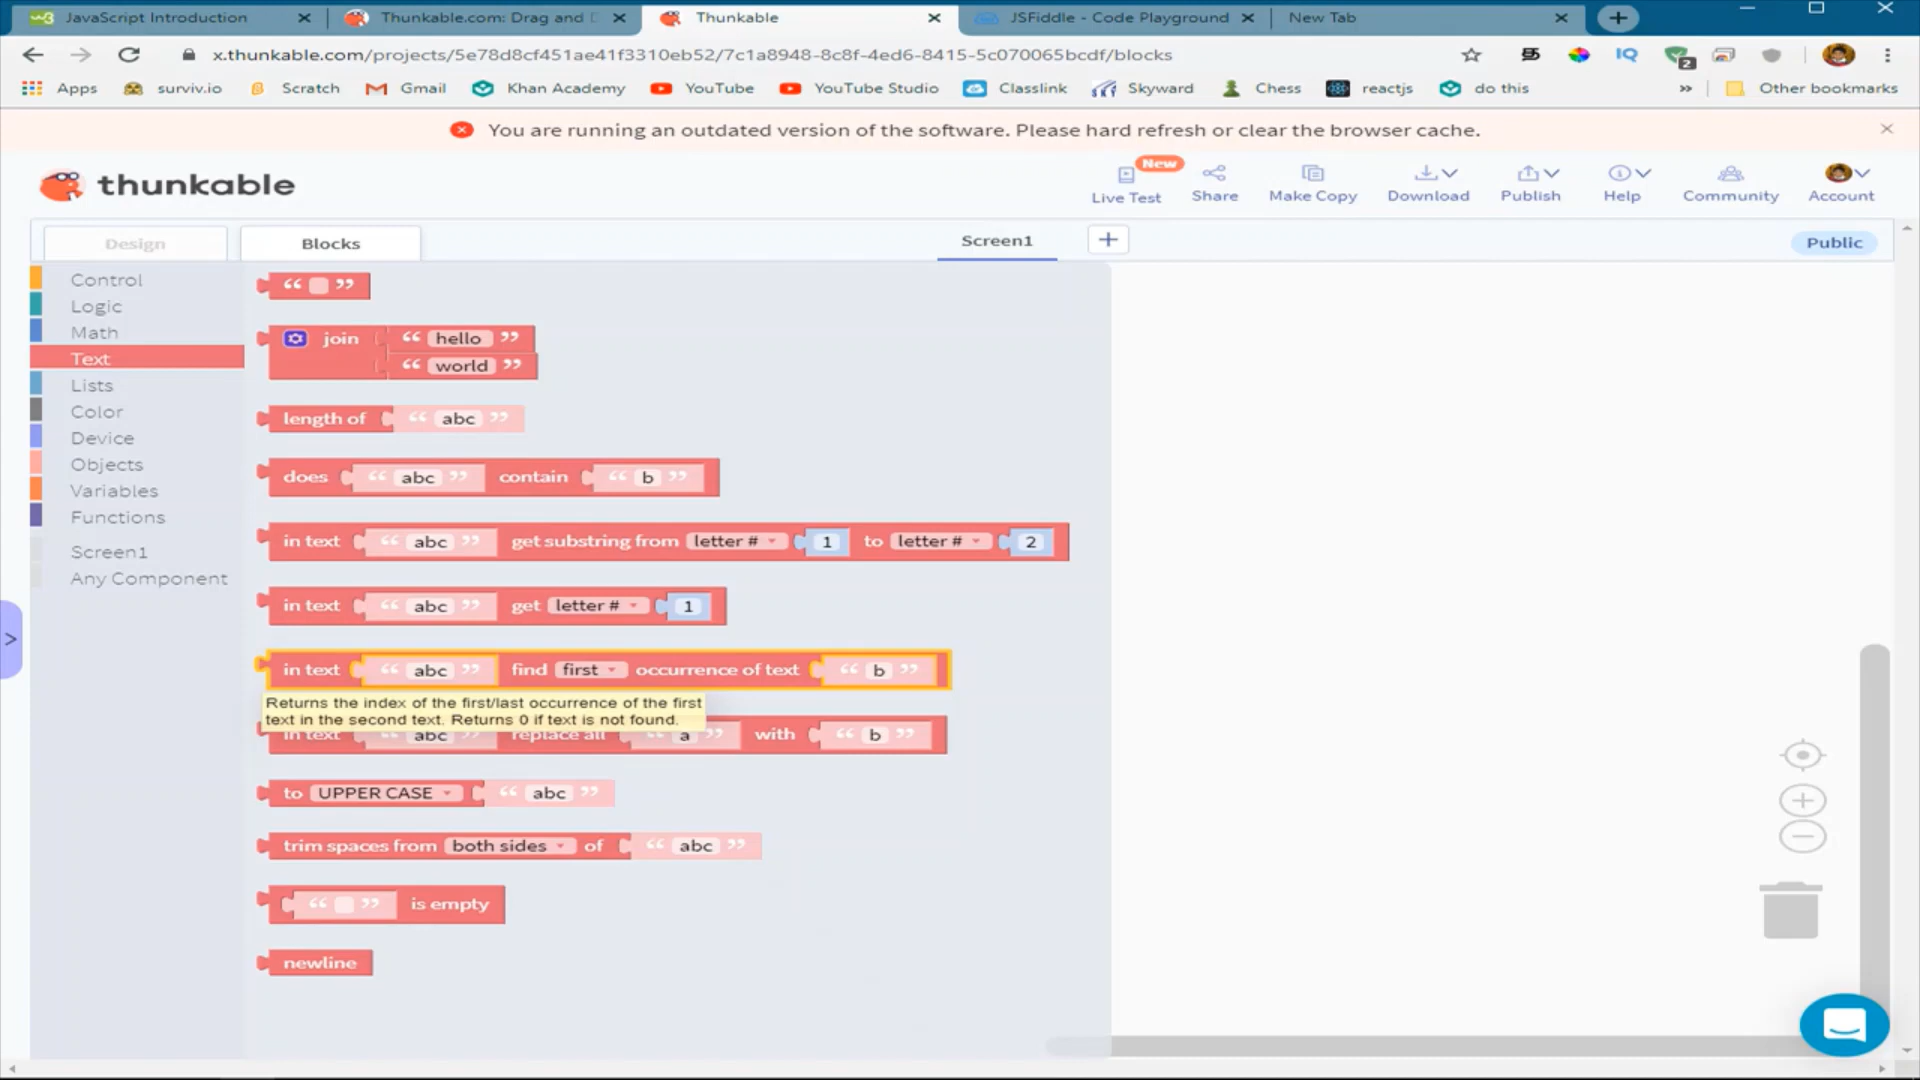 JavaScript Introduction
Thunkable.com: Drag and D
Thunkable
JSFiddle - Code Playground
New Tab
x.thunkable.com/projects/5e78d8cf451ae41f3310eb52/7c1a8948-8c8f-4ed6-8415-5c070065bcdf/blocks
IQ
2
Apps
surviv.io
Scratch
Gmail
Khan Academy
YouTube
YouTube Studio
Classlink
Skyward
Chess
reactjs
do this
»
Other bookmarks
You are running an outdated version of the software. Please hard refresh or clear the browser cache.
thunkable
New
Live Test
Share
Make Copy
Download
Publish
Help
Community
Account
Design
Blocks
Screen1
+
Public
Control
Logic
Math
Text
Lists
Color
Device
Objects
Variables
Functions
Screen1
Any Component
>
“ ”
join “ hello ”
“ world ”
length of “ abc ”
does “ abc ” contain “ b ”
in text “ abc ” get substring from letter # 1 to letter # 2
in text “ abc ” get letter # 1
in text “ abc ” find first occurrence of text “ b ”
Returns the index of the first/last occurrence of the first
text in the second text. Returns 0 if text is not found.
in text “ abc ” replace all “ a ” with “ b ”
to UPPER CASE “ abc ”
trim spaces from both sides of “ abc ”
“ ” is empty
newline